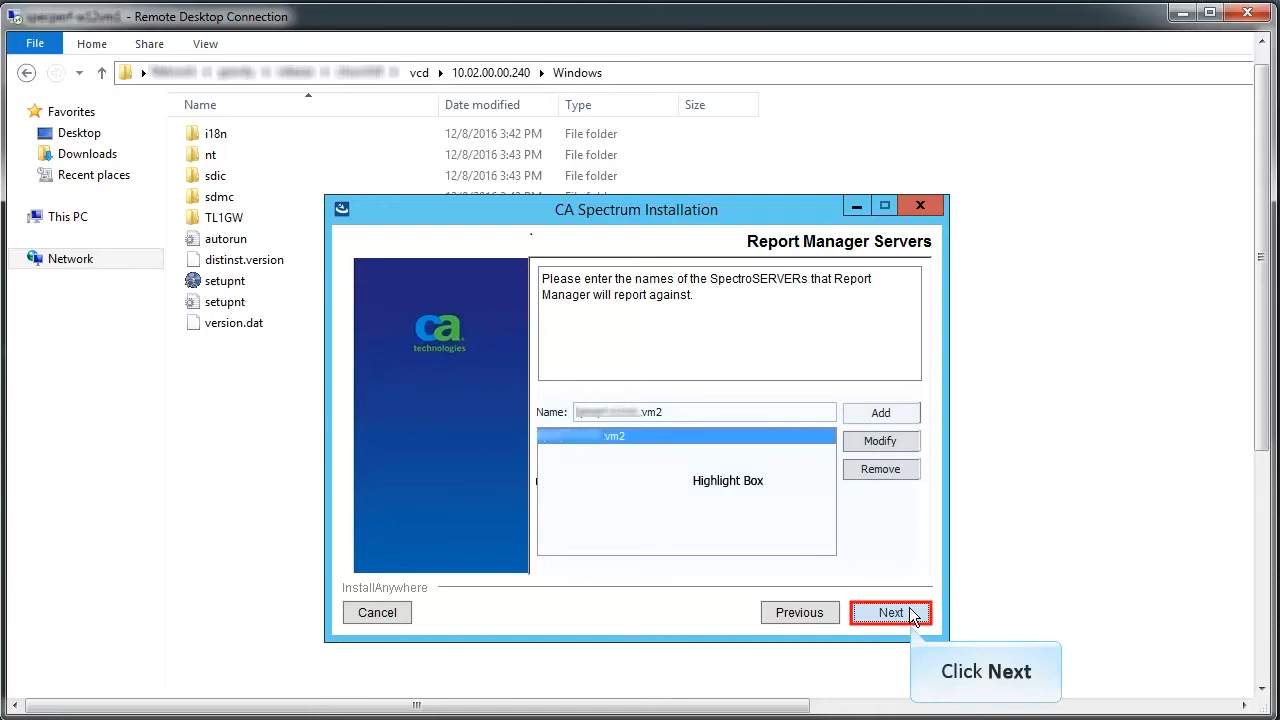 - Remote Desktop Connection
File Home Share View
vcd 10.02.00.00.240 Windows
Favorites
Desktop
Downloads
Recent places
This PC
Network
Name Date modified Type Size
i18n 12/8/2016 3:42 PM File folder
nt 12/8/2016 3:43 PM File folder
sdic 12/8/2016 3:43 PM File folder
sdmc
TL1GW
autorun
distinst.version
setupnt
setupnt
version.dat
CA Spectrum Installation
Report Manager Servers
ca
technologies
Please enter the names of the SpectroSERVERs that Report
Manager will report against.
Name: .vm2 Add
.vm2
Modify
Remove
Highlight Box
InstallAnywhere
Cancel Previous Next
Click Next